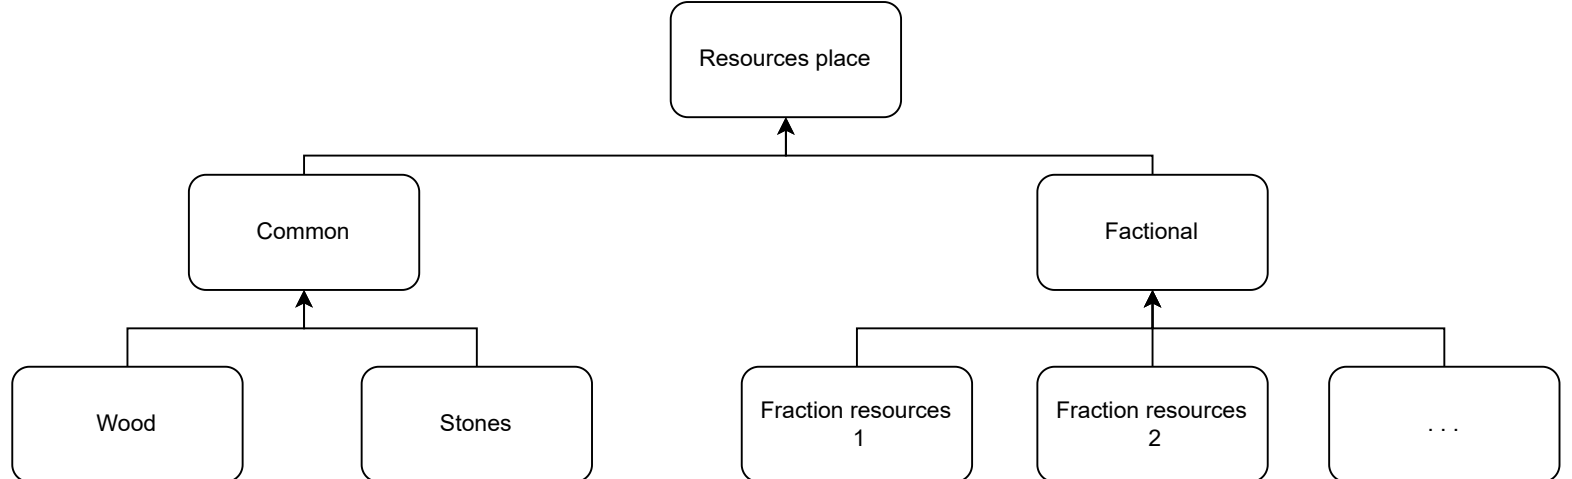 Resources place
Common
Factional
Wood
Stones
Fraction resources
1
Fraction resources
2
. . .